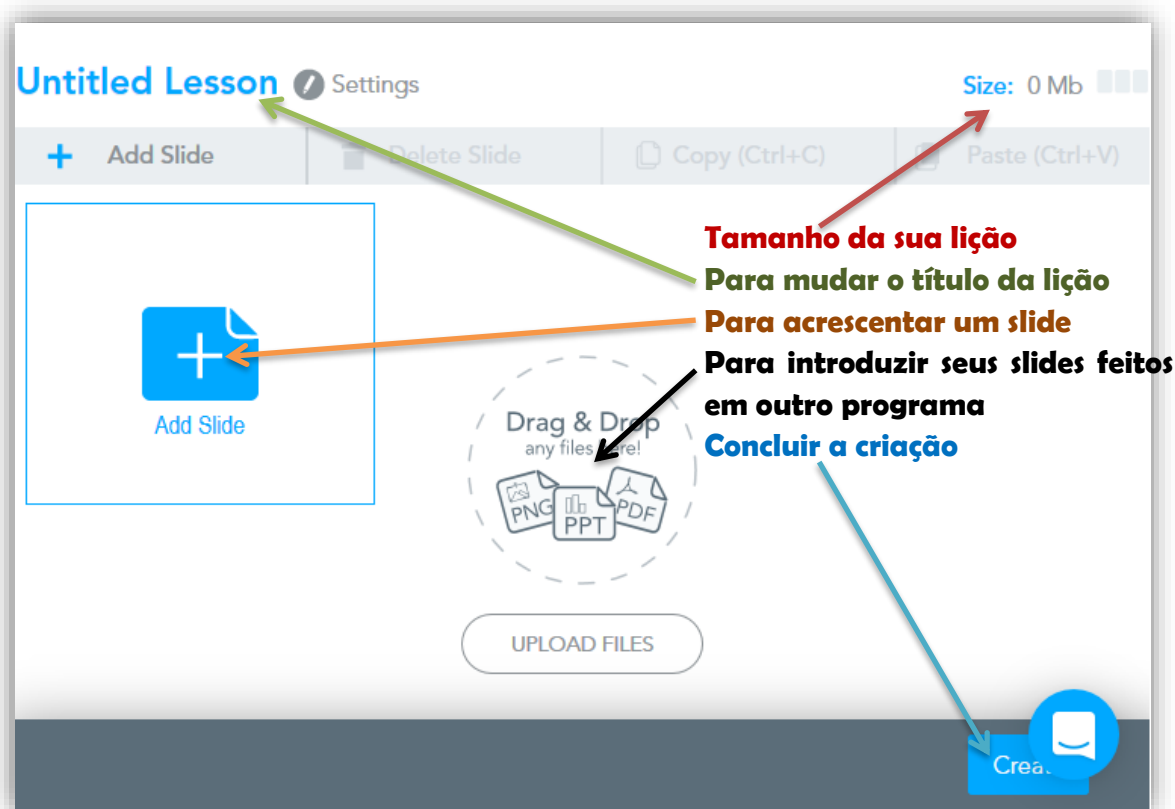 Untitled Lesson Settings Size: 0 Mb
+ Add Slide Delete Slide Copy (Ctrl+C) Paste (Ctrl+V)
Tamanho da sua lição
Para mudar o título da lição
Para acrescentar um slide
Para introduzir seus slides feitos
em outro programa
Concluir a criação
Add Slide
Drag & Drop
any files here!
PNG PPT PDF
UPLOAD FILES